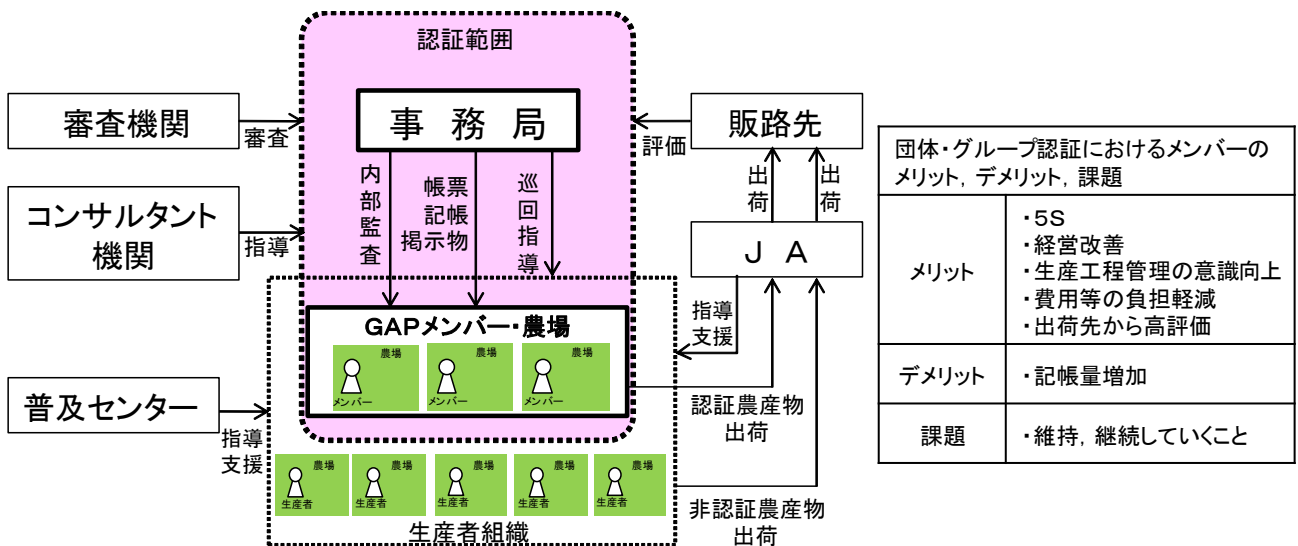 認証範囲
事務局
審査機関
審査
コンサルタント
機関
指導
普及センター
指導
支援
内部監査
帳票
記帳
掲示物
巡回指導
GAPメンバー・農場
農場
メンバー
農場
メンバー
農場
メンバー
農場
生産者
農場
生産者
農場
生産者
農場
生産者
農場
生産者
生産者組織
販路先
評価
出荷
出荷
JA
指導
支援
認証農産物
出荷
非認証農産物
出荷
団体・グループ認証におけるメンバーの
メリット，デメリット，課題
メリット
・5S
・経営改善
・生産工程管理の意識向上
・費用等の負担軽減
・出荷先から高評価
デメリット
・記帳量増加
課題
・維持，継続していくこと